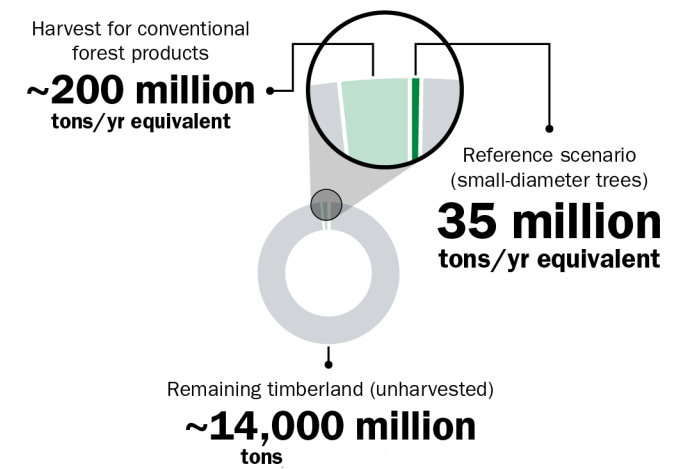 Harvest for conventional
forest products
~200 million
tons/yr equivalent
Reference scenario
(small-diameter trees)
35 million
tons/yr equivalent
Remaining timberland (unharvested)
~14,000 million
tons